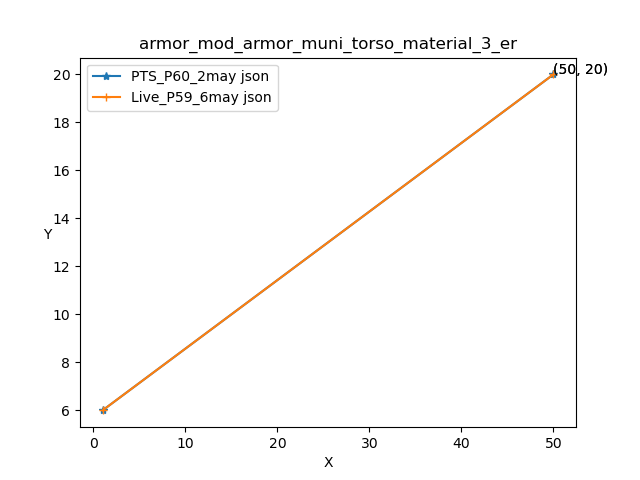 armor_mod_armor_muni_torso_material_3_er
PTS_P60_2may json
Live_P59_6may json
(50, 20)
20
18
16
14
12
10
8
6
Y
0 10 20 30 40 50
X